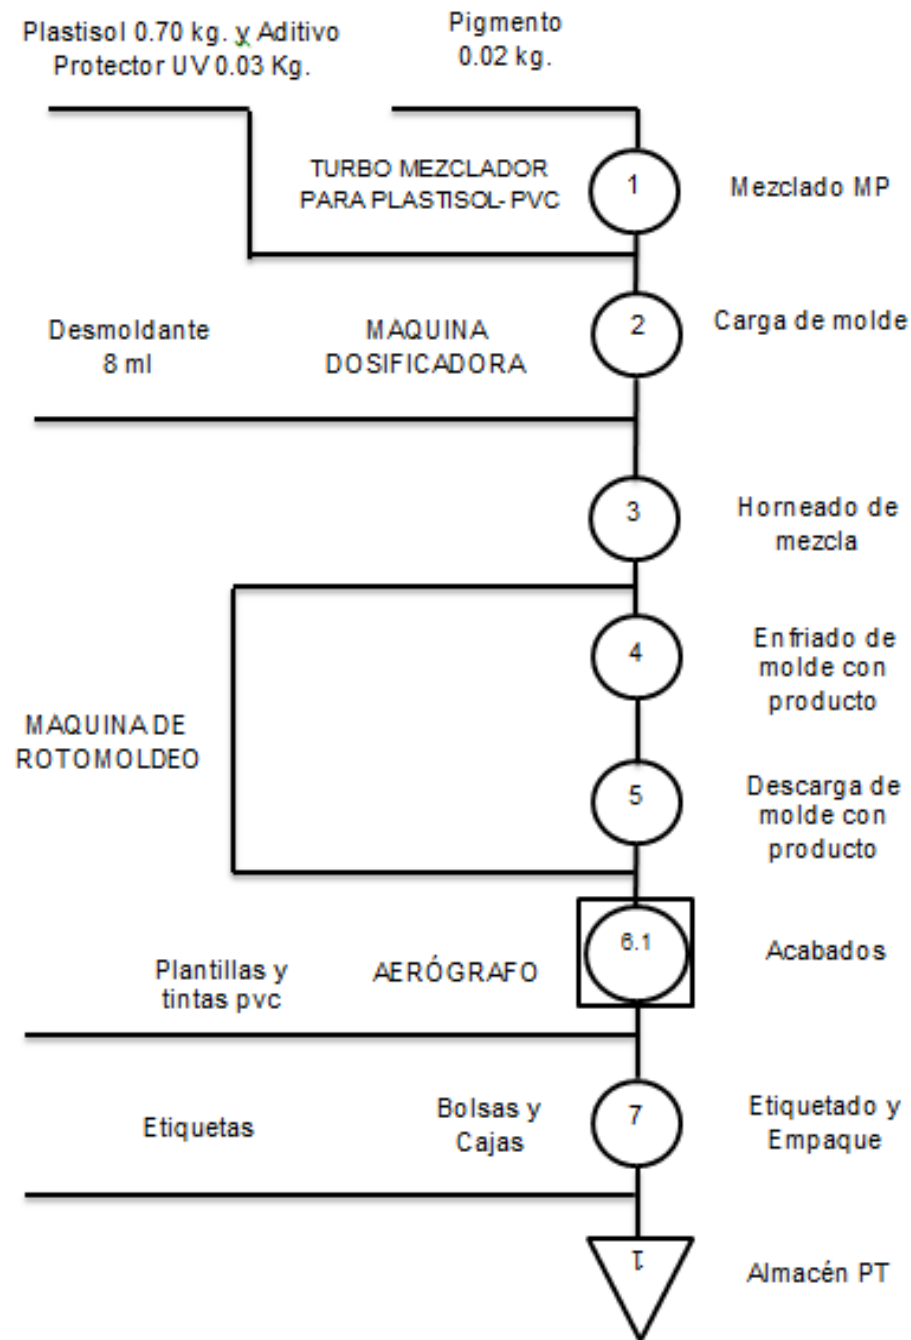 Plastisol 0.70 kg. y Aditivo
Protector UV 0.03 Kg.
Pigmento
0.02 kg.
TURBO MEZCLADOR
PARA PLASTISOL- PVC
1
Mezclado MP
Desmoldante
8 ml
MAQUINA
DOSIFICADORA
2
Carga de molde
3
Horneado de
mezcla
4
Enfriado de
molde con
producto
MAQUINA DE
ROTOMOLDEO
5
Descarga de
molde con
producto
Plantillas y
tintas pvc
AERÓGRAFO
6.1
Acabados
Etiquetas
Bolsas y
Cajas
7
Etiquetado y
Empaque
1
Almacén PT